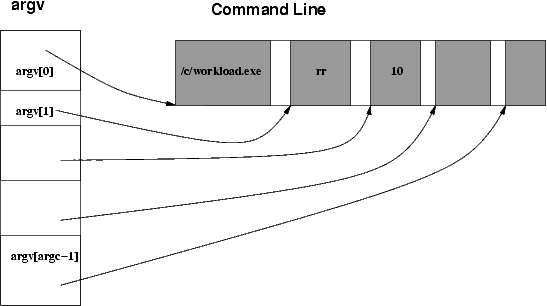 argv
Command Line
/c/workload.exe
rr
10
argv[0]
argv[1]
argv[argc-1]